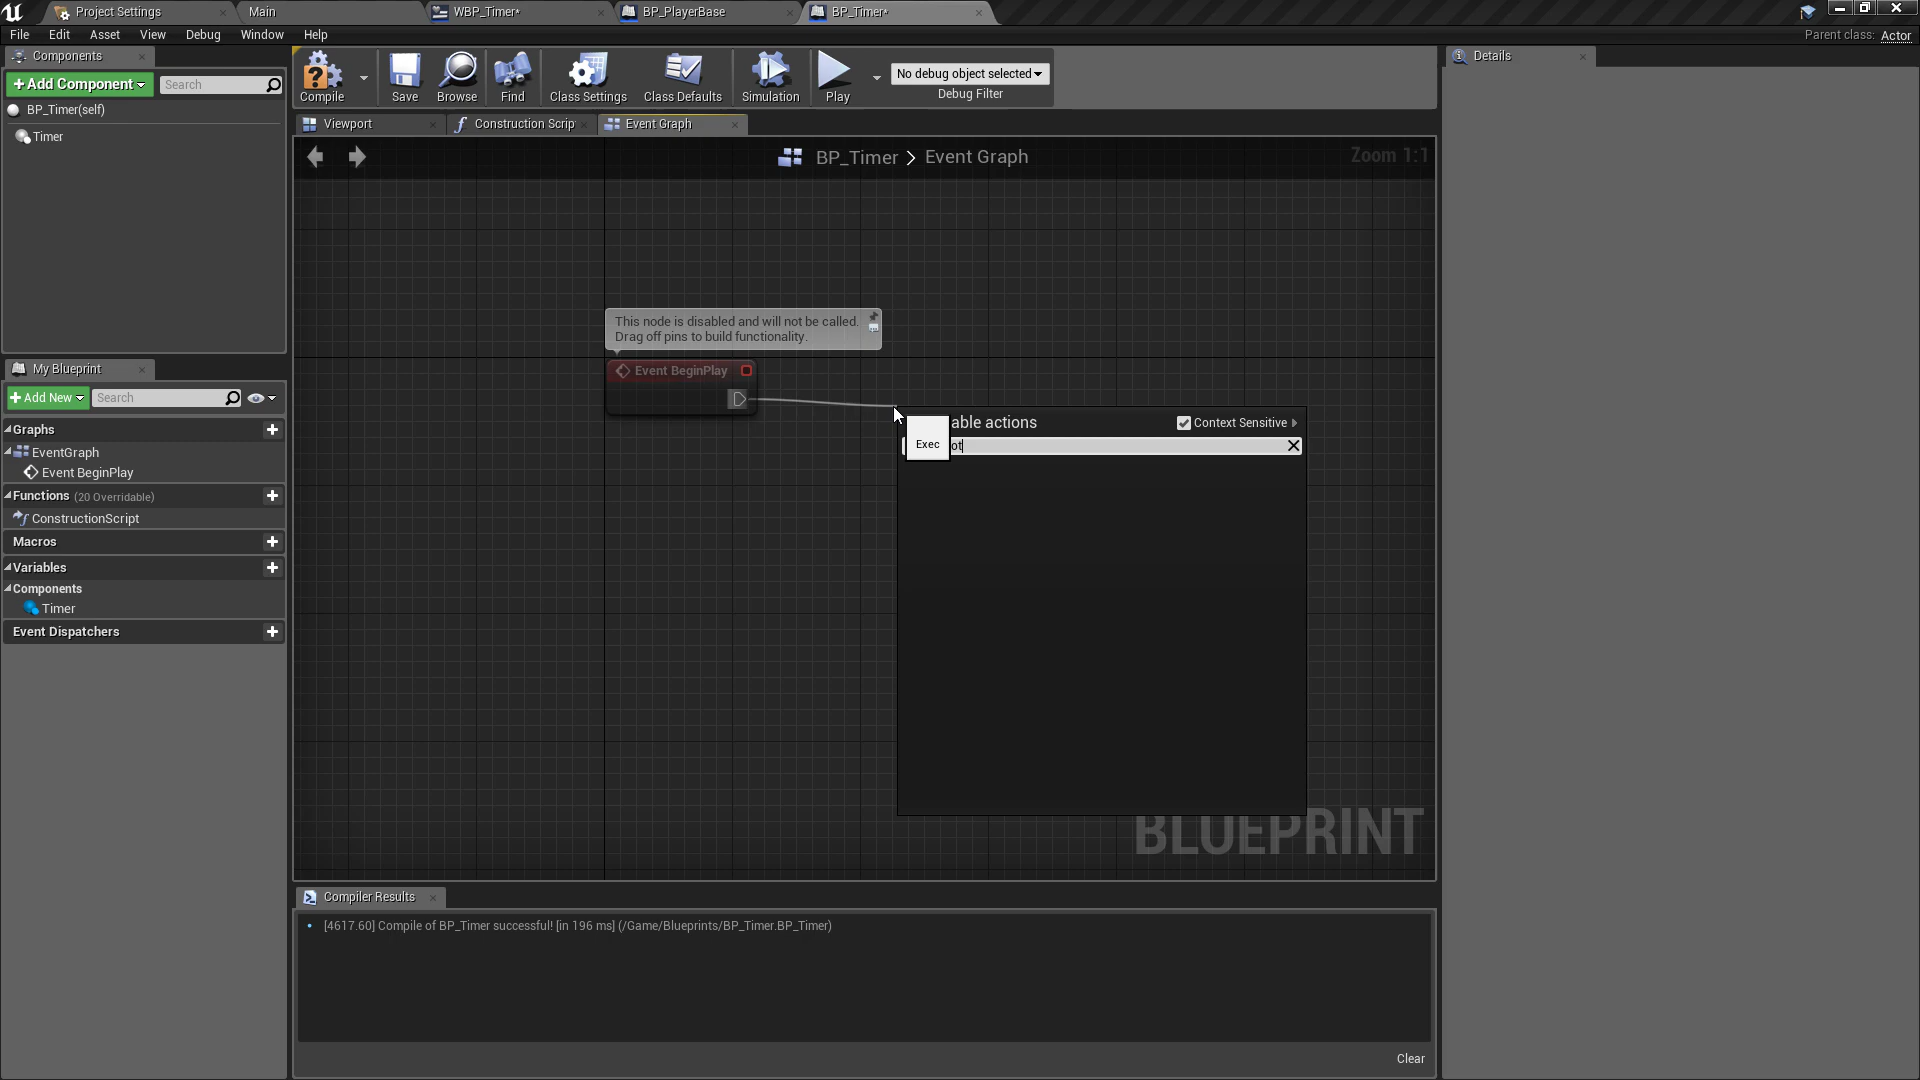 Project Settings
Main
WBP_Timer*
BP_PlayerBase
BP_Timer*
File Edit Asset View Debug Window Help
Parent class: Actor
Components
+Add Component
Search
BP_Timer(self)
Timer
Compile
Save
Browse
Find
Class Settings
Class Defaults
Simulation
Play
No debug object selected
Debug Filter
Details
Viewport
Construction Scrip
Event Graph
BP_Timer > Event Graph
Zoom 1:1
This node is disabled and will not be called.
Drag off pins to build functionality.
Event BeginPlay
able actions
Context Sensitive
Exec
ot
BLUEPRINT
My Blueprint
+Add New
Search
Graphs
EventGraph
Event BeginPlay
Functions (20 Overridable)
ConstructionScript
Macros
Variables
Components
Timer
Event Dispatchers
Compiler Results
[4617.60] Compile of BP_Timer successful! [in 196 ms] (/Game/Blueprints/BP_Timer.BP_Timer)
Clear